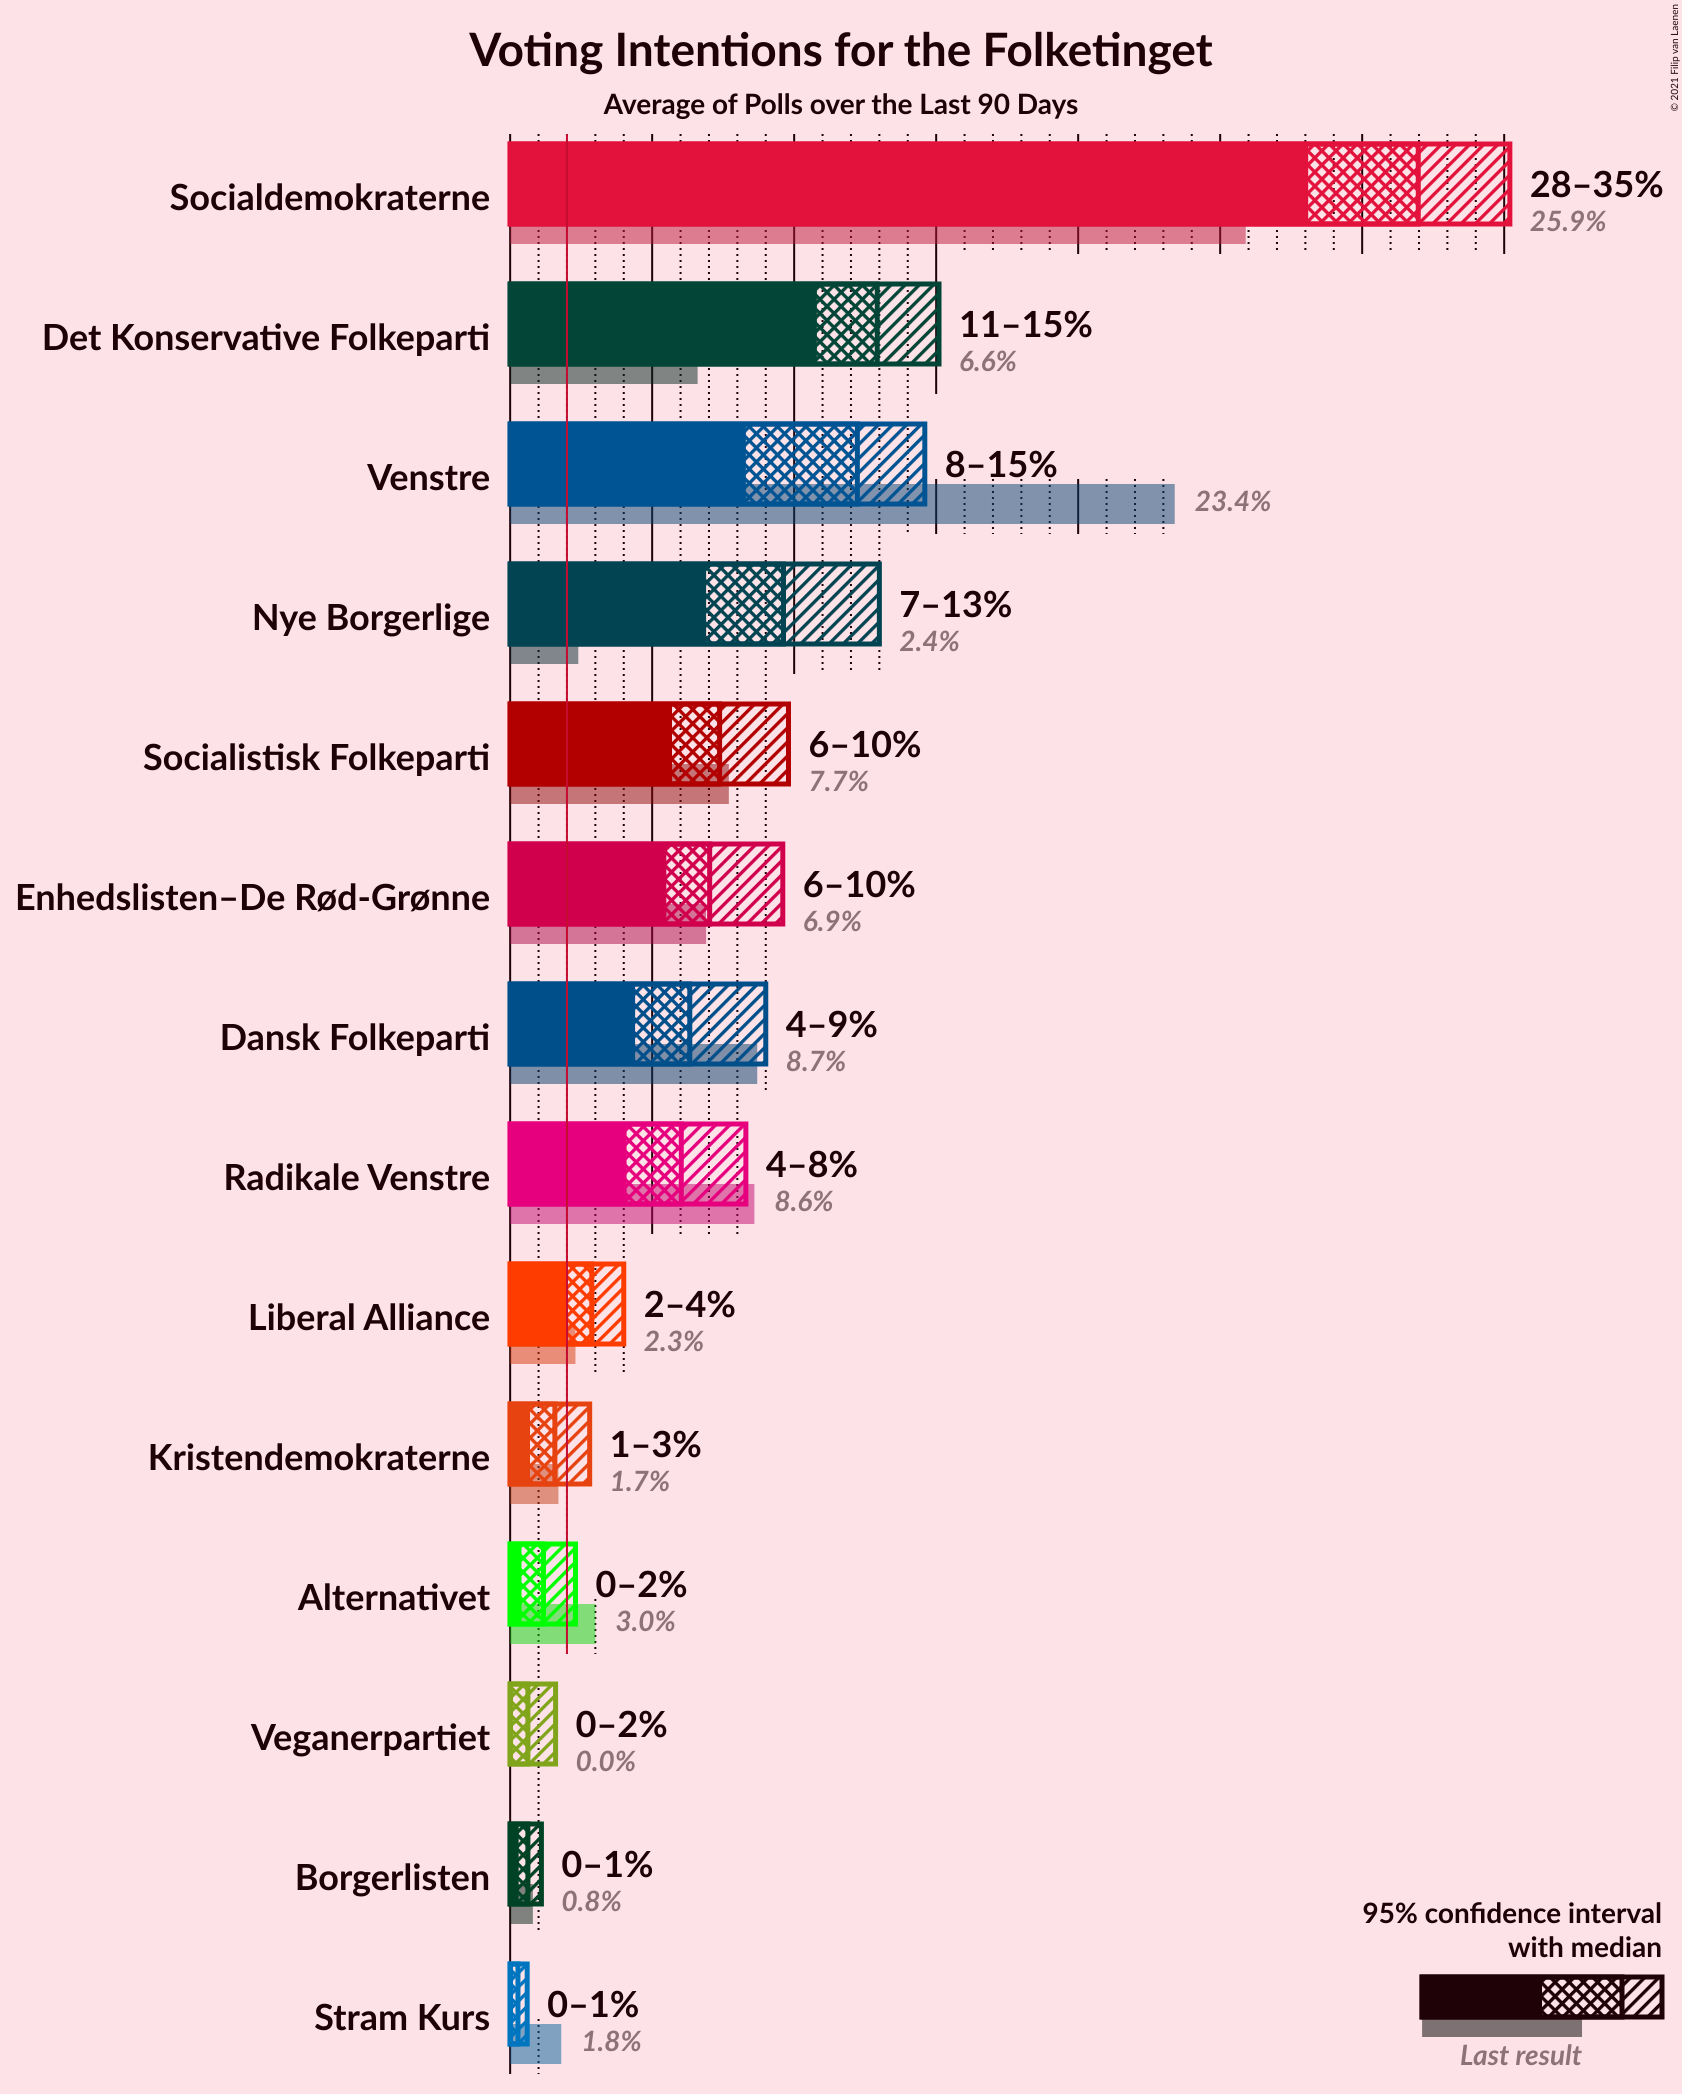 © 2021 Filip van Laenen
Voting Intentions for the Folketinget
Average of Polls over the Last 90 Days
Socialdemokraterne
28–35%
25.9%
Det Konservative Folkeparti
11–15%
6.6%
Venstre
8–15%
23.4%
Nye Borgerlige
7–13%
2.4%
Socialistisk Folkeparti
6–10%
7.7%
Enhedslisten–De Rød-Grønne
6–10%
6.9%
Dansk Folkeparti
4–9%
8.7%
Radikale Venstre
4–8%
8.6%
Liberal Alliance
2–4%
2.3%
Kristendemokraterne
1–3%
1.7%
Alternativet
0–2%
3.0%
Veganerpartiet
0–2%
0.0%
Borgerlisten
0–1%
0.8%
Stram Kurs
0–1%
1.8%
95% confidence interval
with median
Last result